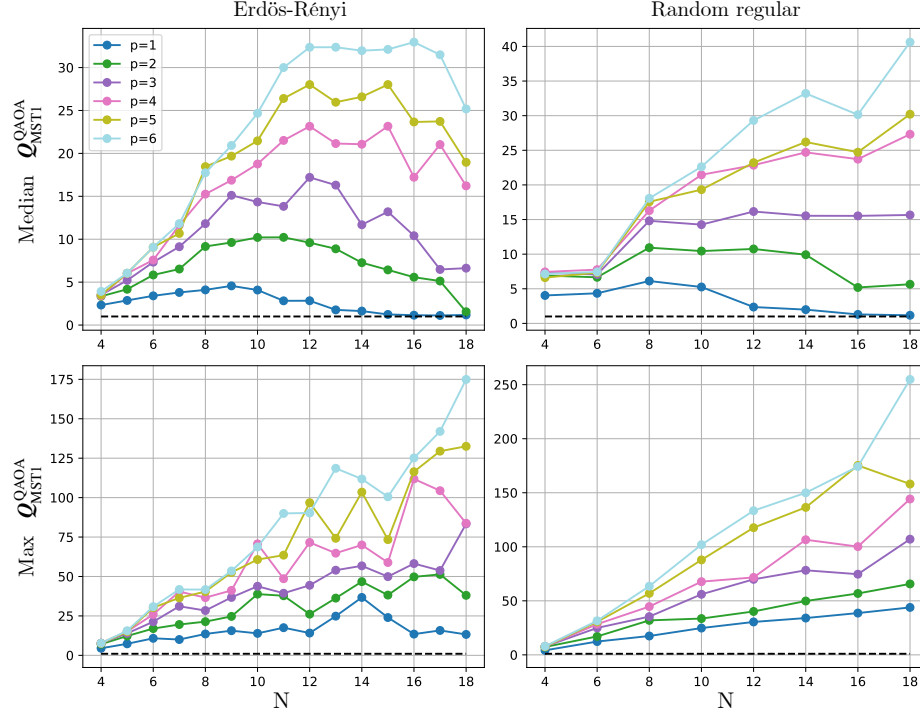 Erdös-Rényi
Random regular
Median Q^QAOA_MST1
0
5
10
15
20
25
30
p=1
p=2
p=3
p=4
p=5
p=6
4 6 8 10 12 14 16 18
0
5
10
15
20
25
30
35
40
4 6 8 10 12 14 16 18
Max Q^QAOA_MST1
0
25
50
75
100
125
150
175
4 6 8 10 12 14 16 18
N
0
50
100
150
200
250
4 6 8 10 12 14 16 18
N